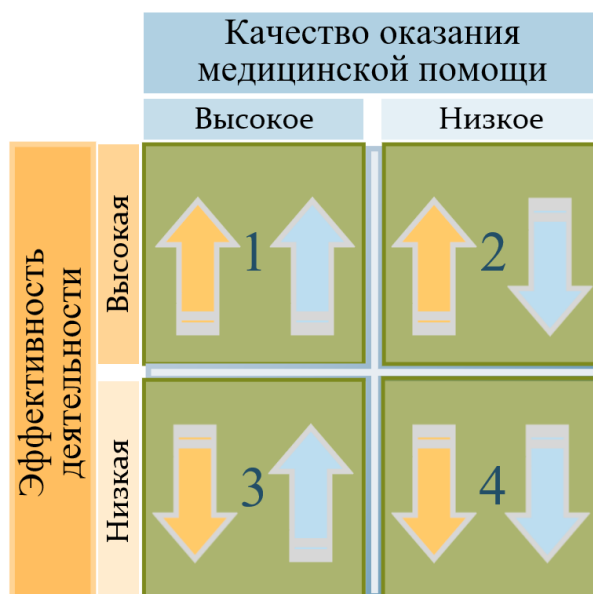 Качество оказания
медицинской помощи
Высокое
Низкое
Эффективность
деятельности
Высокая
1
2
Низкая
3
4